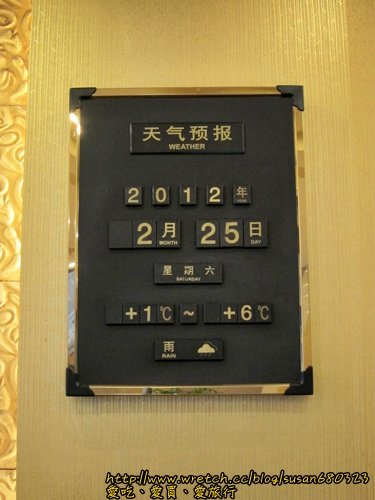 天气预报
WEATHER
2012年
YEAR
2月 25日
MONTH DAY
星期六
SATURDAY
+1℃ ~ +6℃
雨
RAIN
http://www.wretch.cc/blog/susan680323
愛吃、愛買、愛旅行